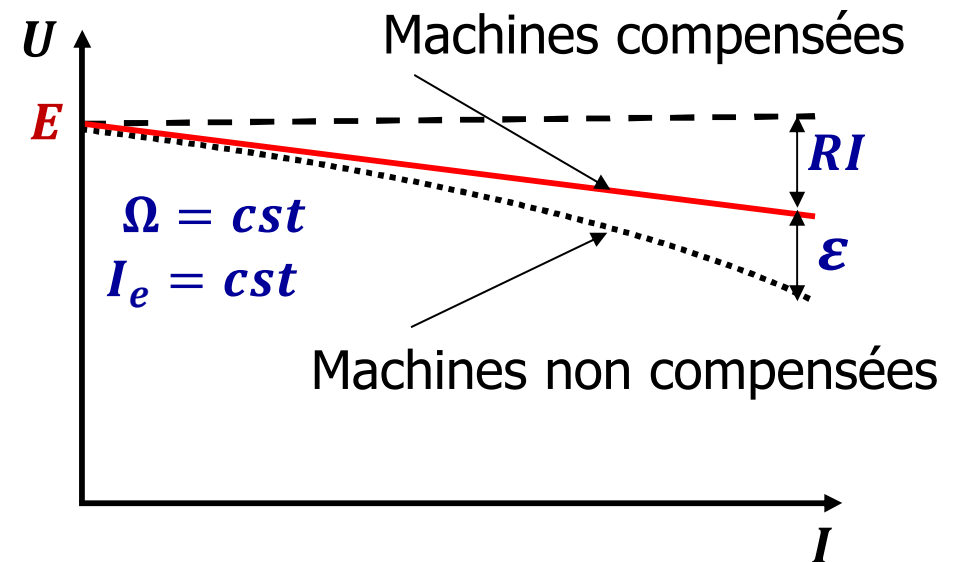 Machines compensées
U
E
RI
Ω = cst
ε
I_e = cst
Machines non compensées
I